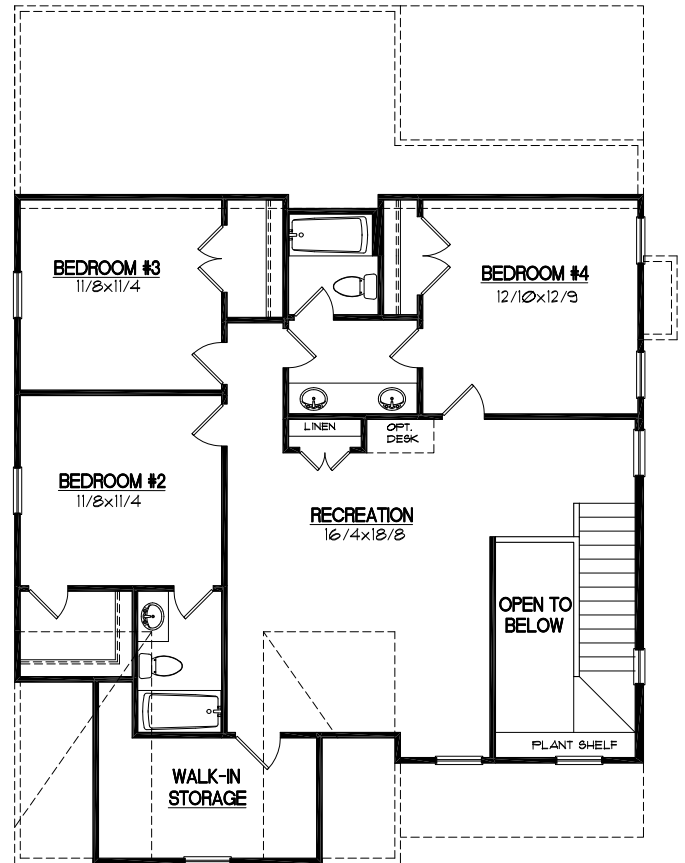 BEDROOM #3
11/8x11/4
BEDROOM #4
12/10x12/9
LINEN
OPT.
DESK
BEDROOM #2
11/8x11/4
RECREATION
16/4x18/8
OPEN TO
BELOW
PLANT SHELF
WALK-IN
STORAGE